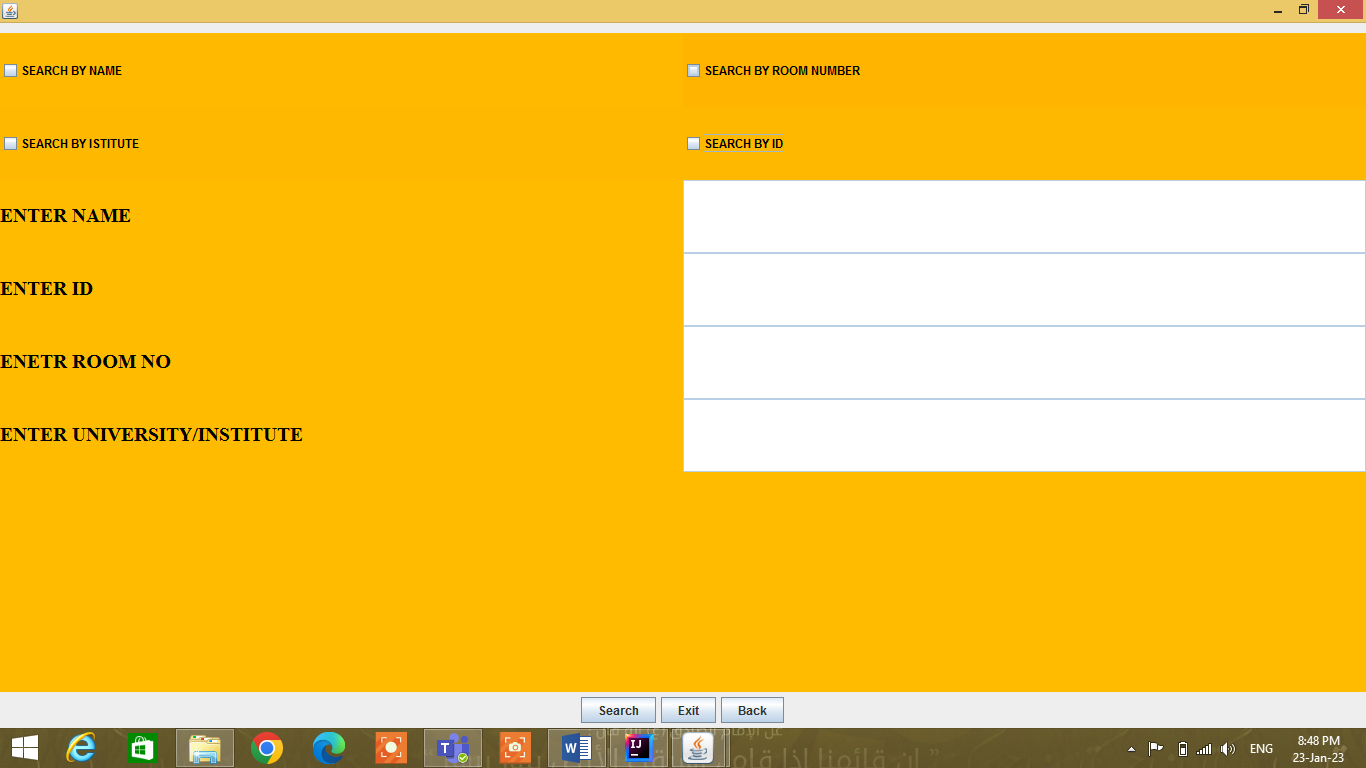 SEARCH BY NAME
SEARCH BY ROOM NUMBER
SEARCH BY ISTITUTE
SEARCH BY ID
ENTER NAME
ENTER ID
ENETR ROOM NO
ENTER UNIVERSITY/INSTITUTE
Search Exit Back
ENG
8:48 PM
23-Jan-23